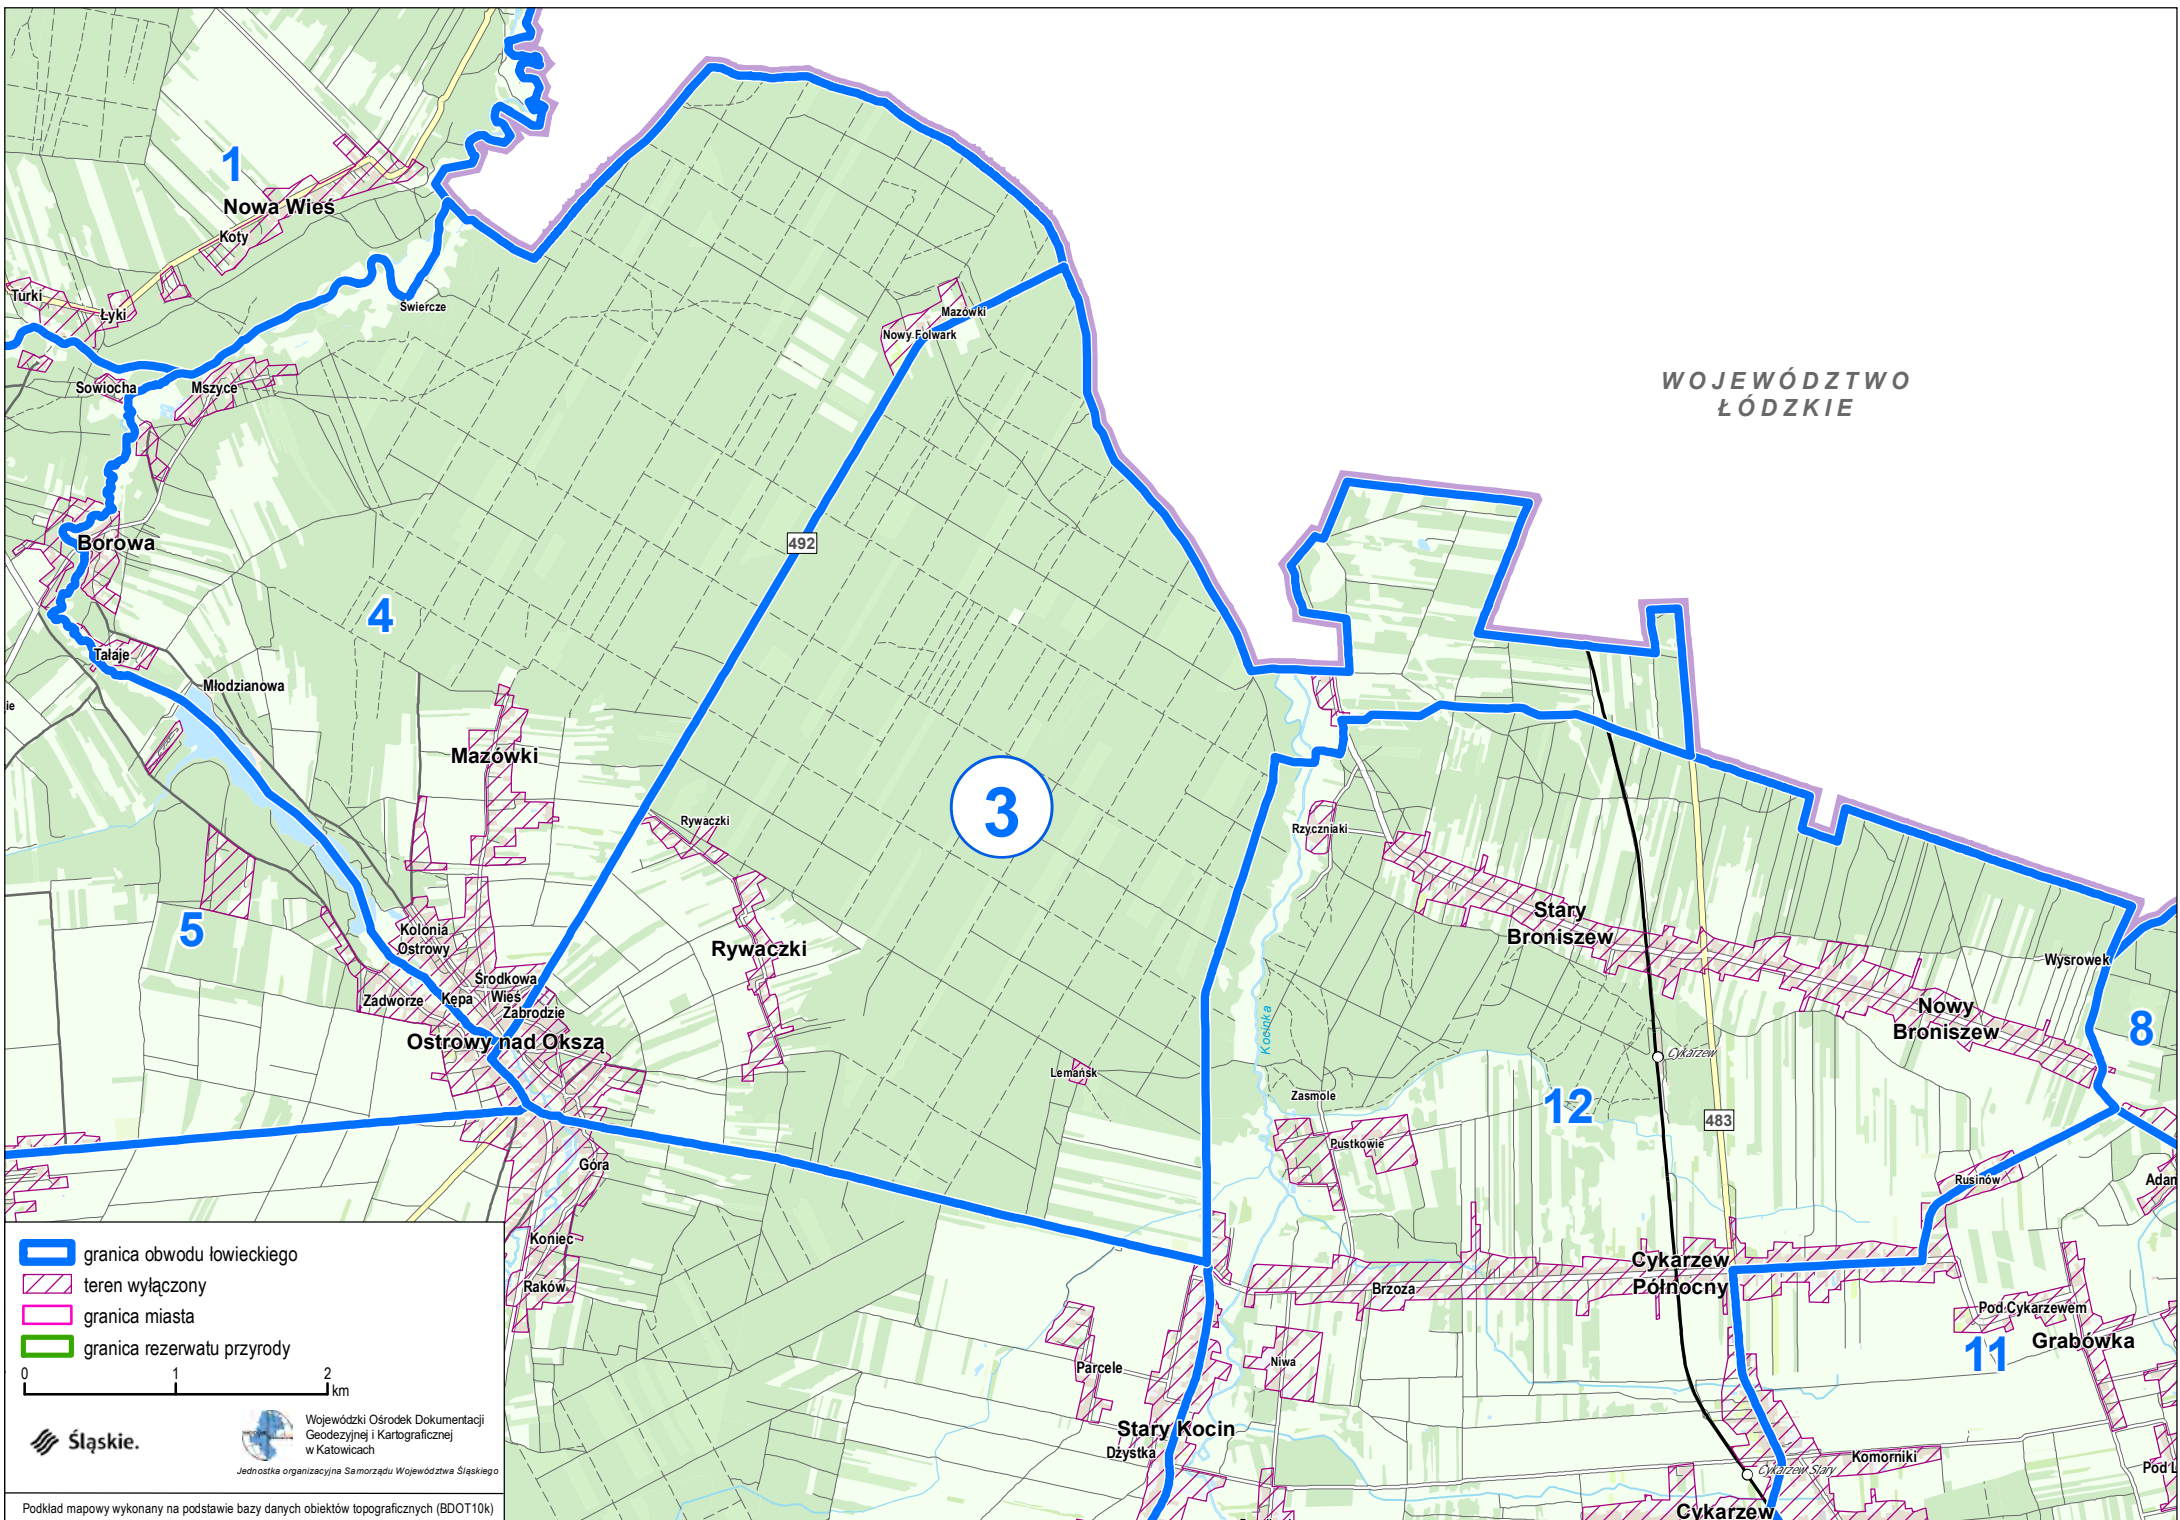 1
Nowa Wieś
Koty
Turki
Łyki
Świercze
Sowiocha
Mszyce
Mazówki
Nowy Folwark
WOJEWÓDZTWO
ŁÓDZKIE
Borowa
492
4
Tałaje
Młodzianowa
ie
Mazówki
3
Rywaczki
Rzyczniaki
5
Kolonia
Ostrowy
Rywaczki
Stary
Broniszew
Wysrowek
Środkowa
Wieś
Zadworze
Kępa
Zabrodzie
Nowy
Broniszew
8
Ostrowy nad Okszą
Kocinka
Cykarzew
Lemańsk
Zasmole
12
483
Pustkowie
Góra
Rusinów
Adam
Koniec
Raków
Brzoza
Cykarzew
Północny
Pod Cykarzewem
Grabówka
11
Parcele
Niwa
Stary Kocin
Dżystka
Komorniki
Cykarzew Stary
Pod L
Cykarzew
granica obwodu łowieckiego
teren wyłączony
granica miasta
granica rezerwatu przyrody
0 1 2
km
Śląskie.
Wojewódzki Ośrodek Dokumentacji
Geodezyjnej i Kartograficznej
w Katowicach
Jednostka organizacyjna Samorządu Województwa Śląskiego
Podkład mapowy wykonany na podstawie bazy danych obiektów topograficznych (BDOT10k)